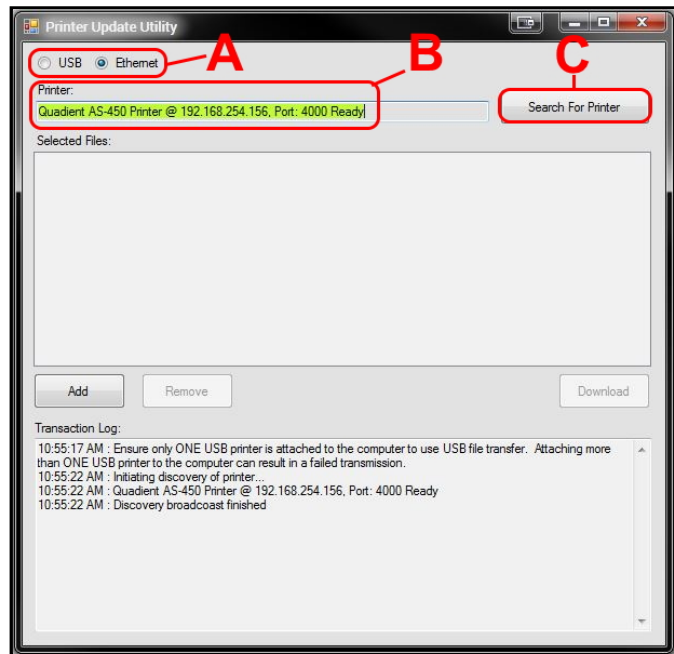 Printer Update Utility
USB Ethernet
A
B
C
Printer:
Quadient AS-450 Printer @ 192.168.254.156, Port: 4000 Ready
Search For Printer
Selected Files:
Add
Remove
Download
Transaction Log:
10:55:17 AM : Ensure only ONE USB printer is attached to the computer to use USB file transfer. Attaching more
than ONE USB printer to the computer can result in a failed transmission.
10:55:22 AM : Initiating discovery of printer...
10:55:22 AM : Quadient AS-450 Printer @ 192.168.254.156, Port: 4000 Ready
10:55:22 AM : Discovery broadcoast finished